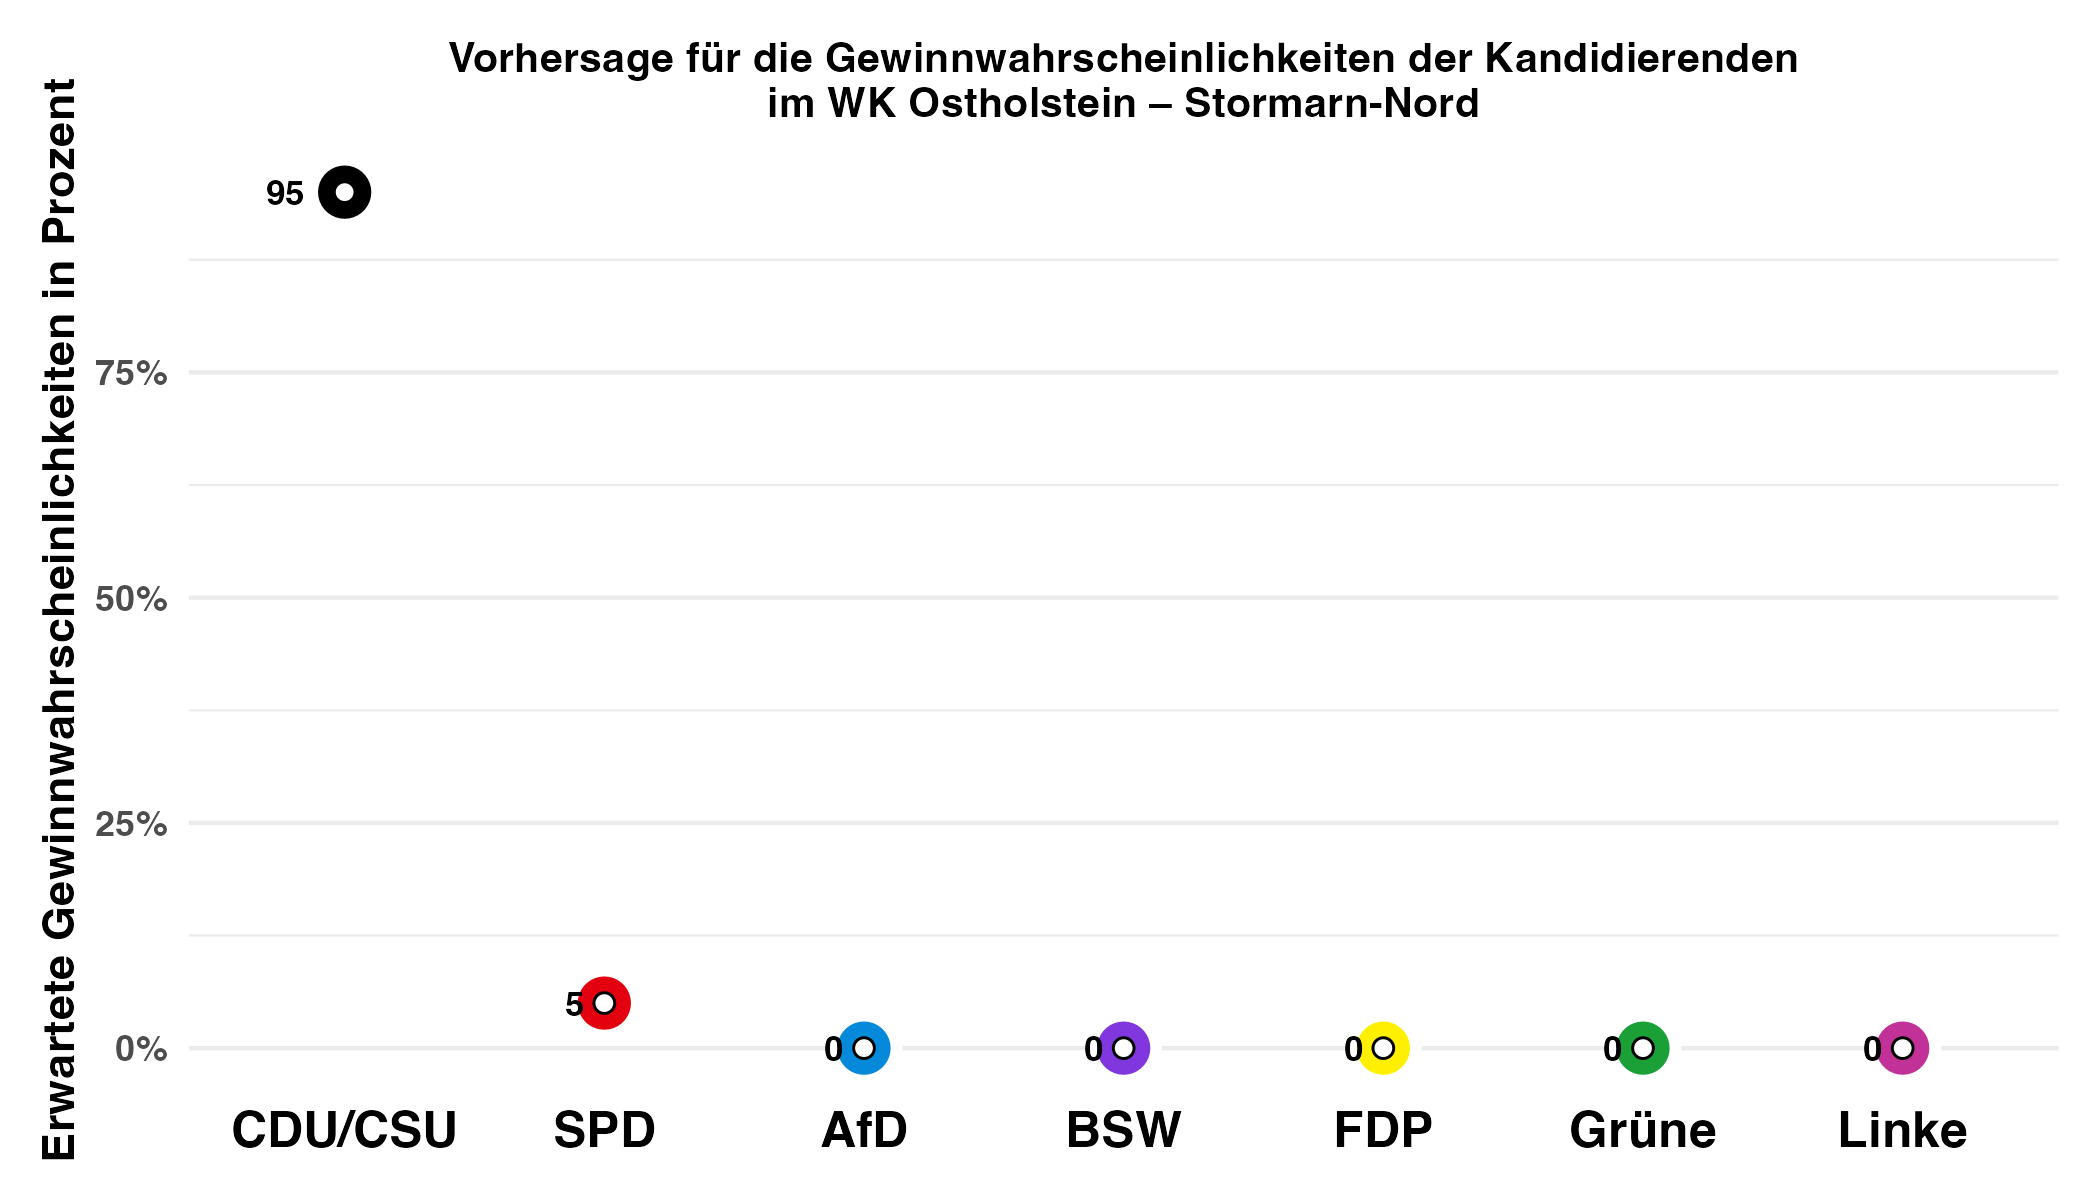 Vorhersage für die Gewinnwahrscheinlichkeiten der Kandidierenden
im WK Ostholstein – Stormarn-Nord
Erwartete Gewinnwahrscheinlichkeiten in Prozent
95
75%
50%
25%
5
0%
0
0
0
0
0
CDU/CSU
SPD
AfD
BSW
FDP
Grüne
Linke